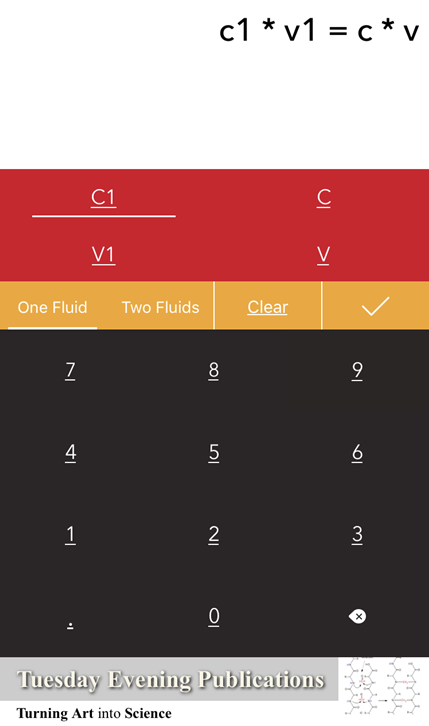 c1 * v1 = c * v
C1 C
V1 V
One Fluid Two Fluids Clear
7 8 9
4 5 6
1 2 3
. 0
Tuesday Evening Publications
Turning Art into Science